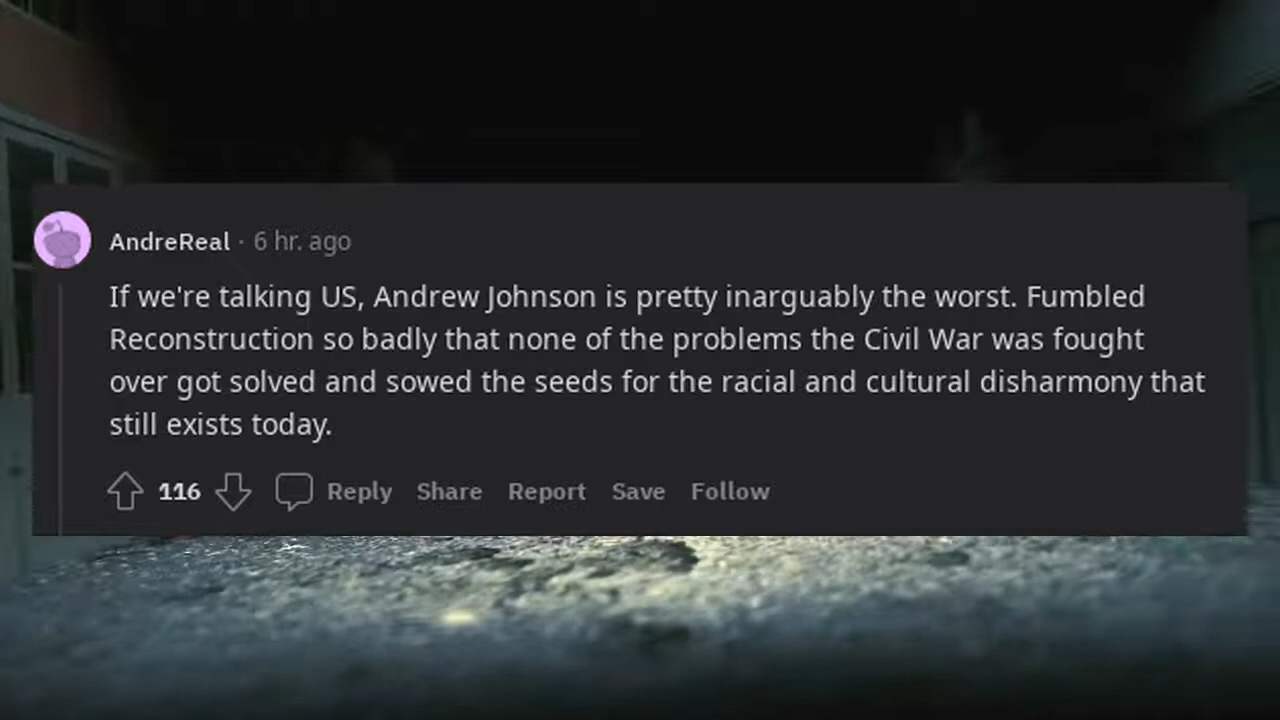 AndreReal · 6 hr. ago
If we're talking US, Andrew Johnson is pretty inarguably the worst. Fumbled
Reconstruction so badly that none of the problems the Civil War was fought
over got solved and sowed the seeds for the racial and cultural disharmony that
still exists today.
116 Reply Share Report Save Follow